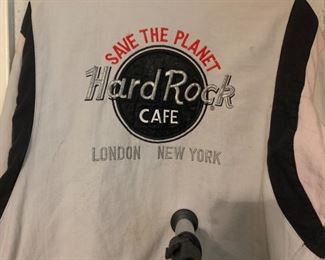 SAVE THE PLANET
Hard Rock
CAFE
LONDON NEW YORK